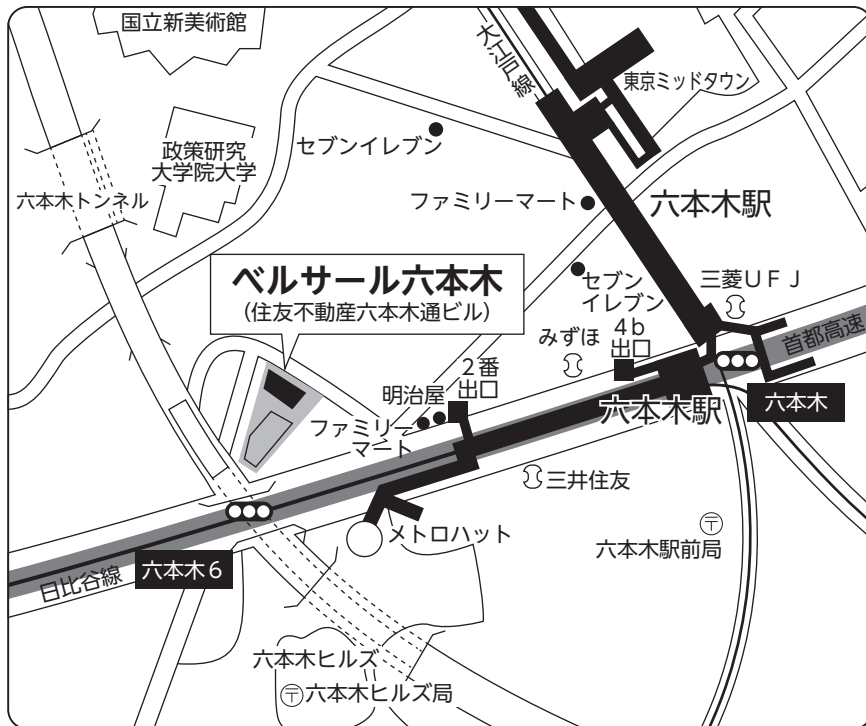 国立新美術館
大江戸線
東京ミッドタウン
政策研究
大学院大学
セブンイレブン
六本木トンネル
ファミリーマート
六本木駅
ベルサール六本木
(住友不動産六本木通ビル)
セブン
イレブン
三菱UFJ
みずほ
4b
出口
首都高速
2番
出口
明治屋
六本木駅
六本木
ファミリー
マート
三井住友
メトロハット
〒
六本木駅前局
日比谷線
六本木6
六本木ヒルズ
〒六本木ヒルズ局